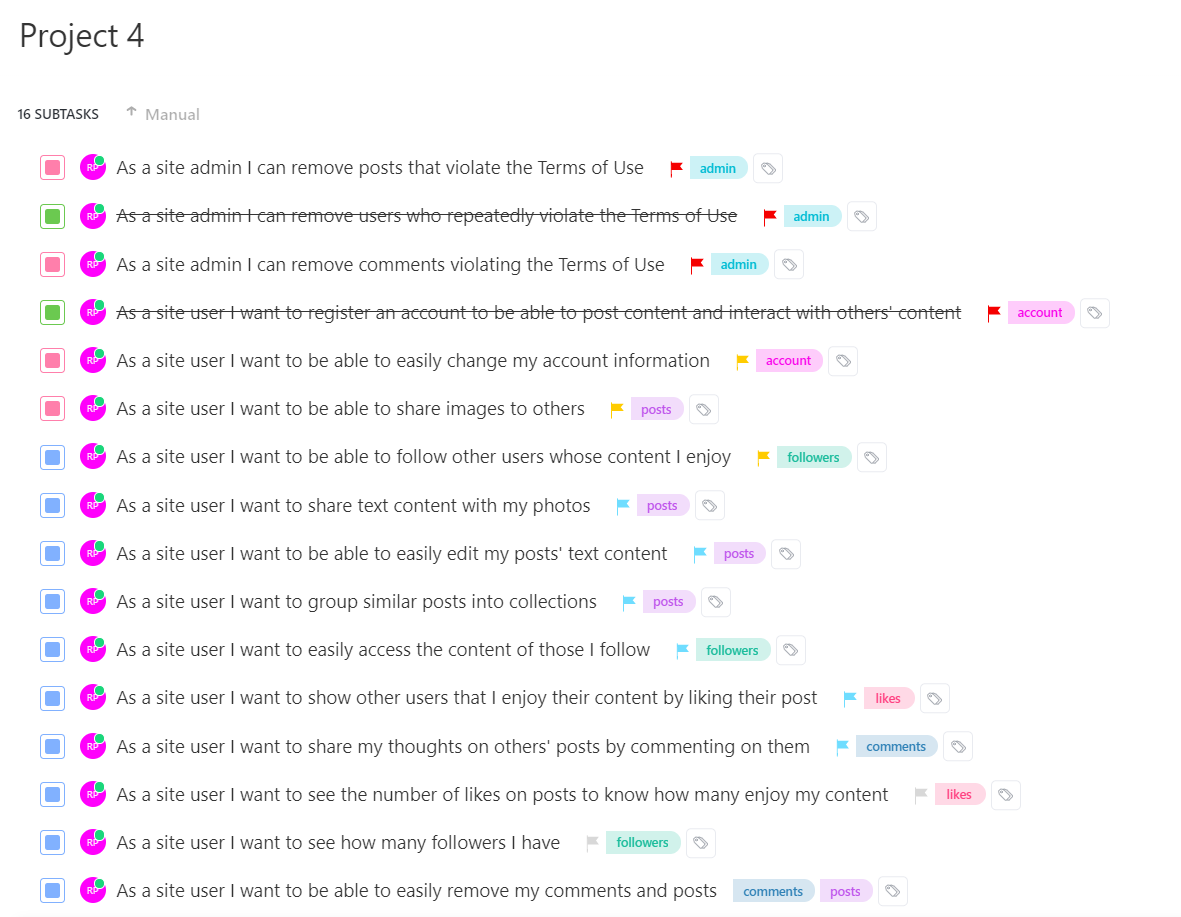 Project 4
16 SUBTASKS Manual
RP As a site admin I can remove posts that violate the Terms of Use admin
RP As a site admin I can remove users who repeatedly violate the Terms of Use admin
RP As a site admin I can remove comments violating the Terms of Use admin
RP As a site user I want to register an account to be able to post content and interact with others' content account
RP As a site user I want to be able to easily change my account information account
RP As a site user I want to be able to share images to others posts
RP As a site user I want to be able to follow other users whose content I enjoy followers
RP As a site user I want to share text content with my photos posts
RP As a site user I want to be able to easily edit my posts' text content posts
RP As a site user I want to group similar posts into collections posts
RP As a site user I want to easily access the content of those I follow followers
RP As a site user I want to show other users that I enjoy their content by liking their post likes
RP As a site user I want to share my thoughts on others' posts by commenting on them comments
RP As a site user I want to see the number of likes on posts to know how many enjoy my content likes
RP As a site user I want to see how many followers I have followers
RP As a site user I want to be able to easily remove my comments and posts comments posts